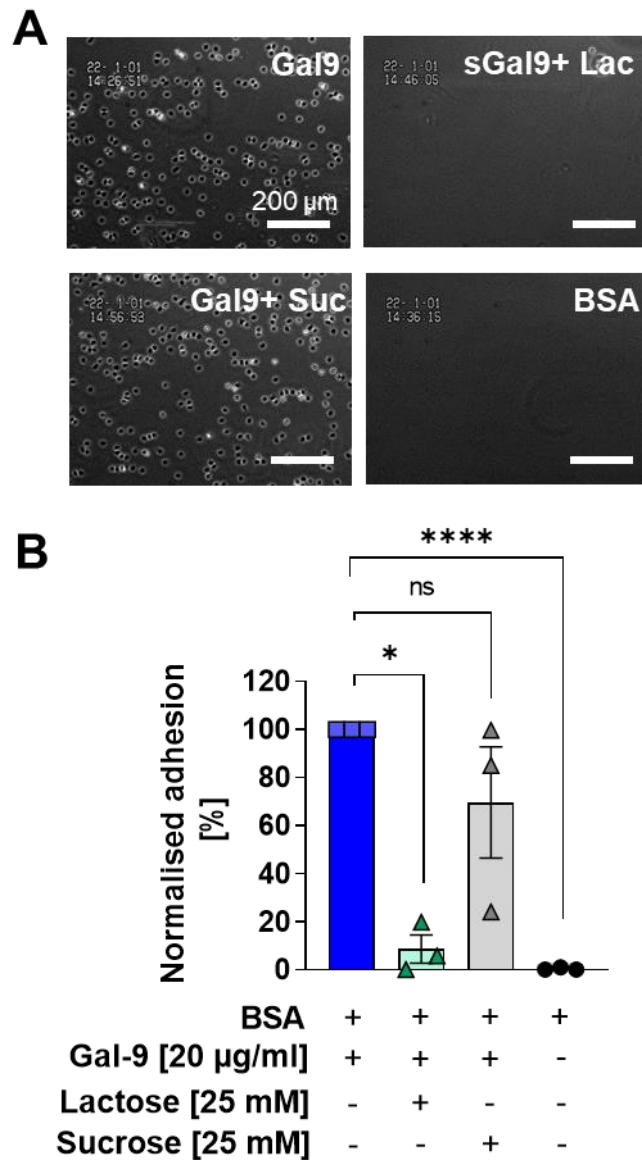 A
22- 1-01
14:26:51
Gal9
200 µm
22- 1-01
14:46:05
sGal9+ Lac
22- 1-01
14:56:53
Gal9+ Suc
22- 1-01
14:36:15
BSA
B
****
ns
*
Normalised adhesion
[%]
120
100
80
60
40
20
0
BSA + + + +
Gal-9 [20 µg/ml] + + + -
Lactose [25 mM] - + - -
Sucrose [25 mM] - - + -